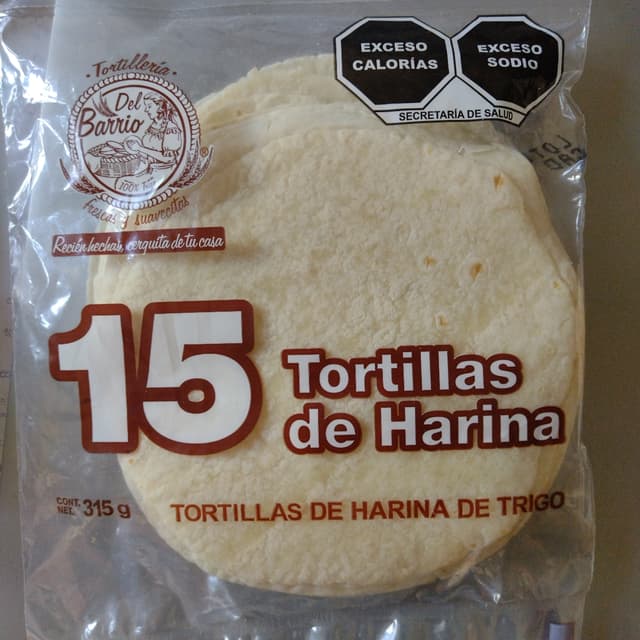 EXCESO
CALORÍAS
EXCESO
SODIO
SECRETARÍA DE SALUD
Tortillería
Del
Barrio
®
frescas y suavecitas
Recién hechas, cerquita de tu casa
15
Tortillas
de Harina
CONT.
NET. 315 g
TORTILLAS DE HARINA DE TRIGO